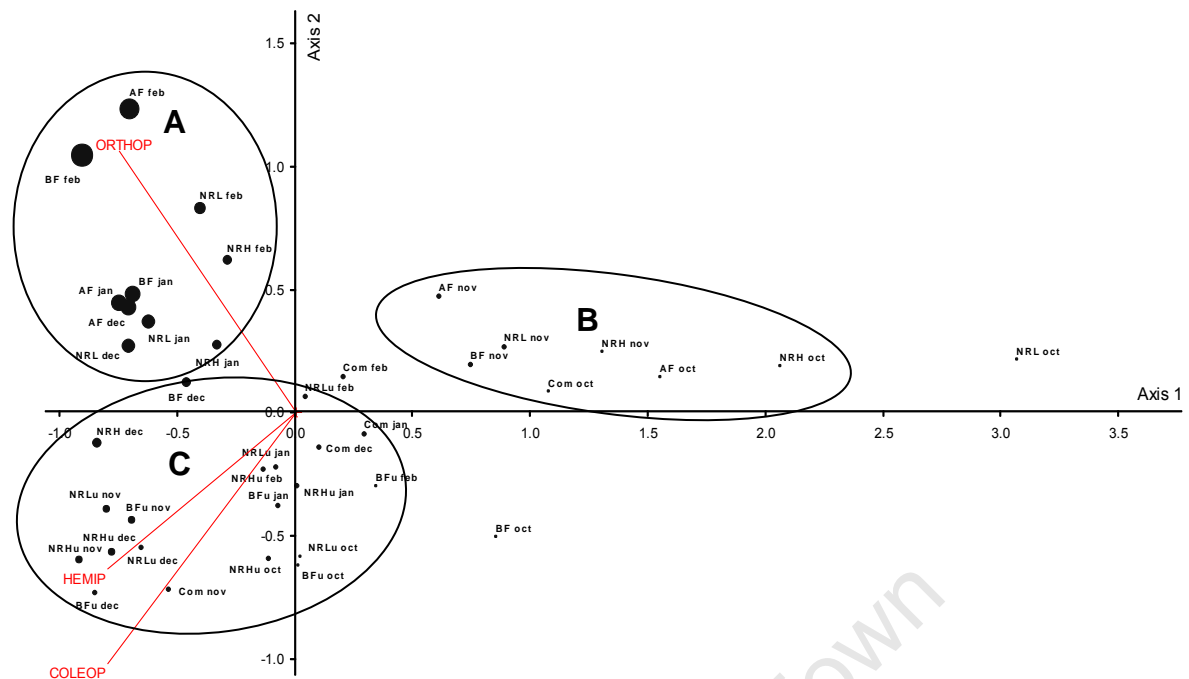 Axis 2
1.5
AF feb
A
ORTHOP
BF feb
1.0
NRL feb
NRH feb
BF jan
AF jan
0.5
AF nov
AF dec
B
NRL jan
NRL nov
NRH nov
NRL dec
BF nov
NRH oct
NRL oct
NRH jan
Com feb
AF oct
Com oct
BF dec
NRLu feb
Axis 1
0.0
-1.0 -0.5 0.0 0.5 1.0 1.5 2.0 2.5 3.0 3.5
NRH dec
Com jan
Com dec
C
NRLu jan
NRHu feb
BFu feb
NRLu nov
BFu jan
NRHu jan
BFu nov
BF oct
-0.5
NRHu dec
NRHu nov
NRLu dec
NRLu oct
NRHu oct
HEMIP
BFu oct
Com nov
BFu dec
-1.0
COLEOP
own